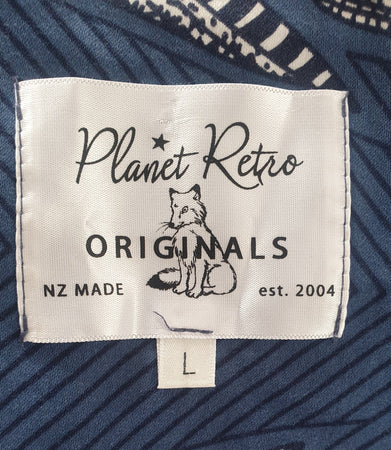 Planet Retro
ORIGINALS
NZ MADE est. 2004
L